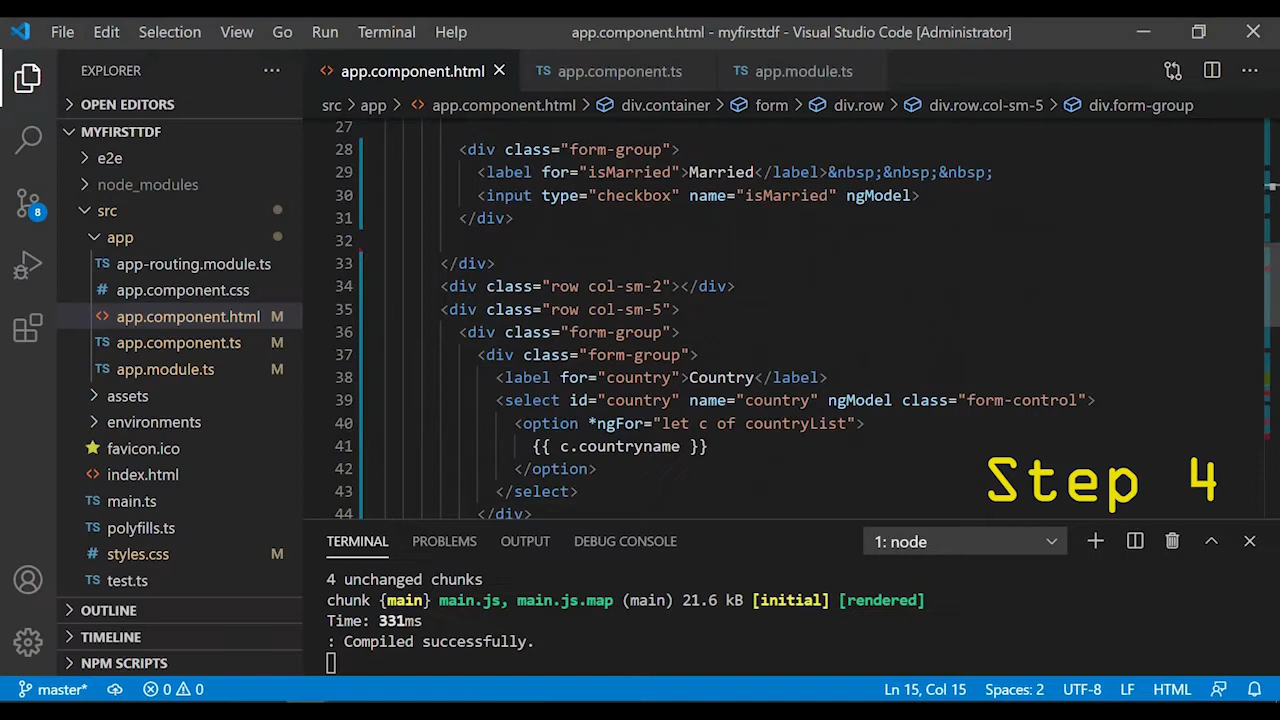 File Edit Selection View Go Run Terminal Help app.component.html - myfirsttdf - Visual Studio Code [Administrator]
EXPLORER
OPEN EDITORS
MYFIRSTTDF
e2e
node_modules
src
app
TS app-routing.module.ts
# app.component.css
<> app.component.html M
TS app.component.ts M
TS app.module.ts M
assets
environments
favicon.ico
<> index.html
TS main.ts
TS polyfills.ts
# styles.css M
TS test.ts
OUTLINE
TIMELINE
NPM SCRIPTS
8
<> app.component.html
TS app.component.ts
TS app.module.ts
src > app > <> app.component.html > div.container > form > div.row > div.row.col-sm-5 > div.form-group
27
28 <div class="form-group">
29 <label for="isMarried">Married</label>&nbsp;&nbsp;&nbsp;
30 <input type="checkbox" name="isMarried" ngModel>
31 </div>
32
33 </div>
34 <div class="row col-sm-2"></div>
35 <div class="row col-sm-5">
36 <div class="form-group">
37 <div class="form-group">
38 <label for="country">Country</label>
39 <select id="country" name="country" ngModel class="form-control">
40 <option *ngFor="let c of countryList">
41 {{ c.countryname }}
42 </option>
43 </select>
44 </div>
Step 4
TERMINAL PROBLEMS OUTPUT DEBUG CONSOLE 1: node
4 unchanged chunks
chunk {main} main.js, main.js.map (main) 21.6 kB [initial] [rendered]
Time: 331ms
: Compiled successfully.
master* 0 0 Ln 15, Col 15 Spaces: 2 UTF-8 LF HTML